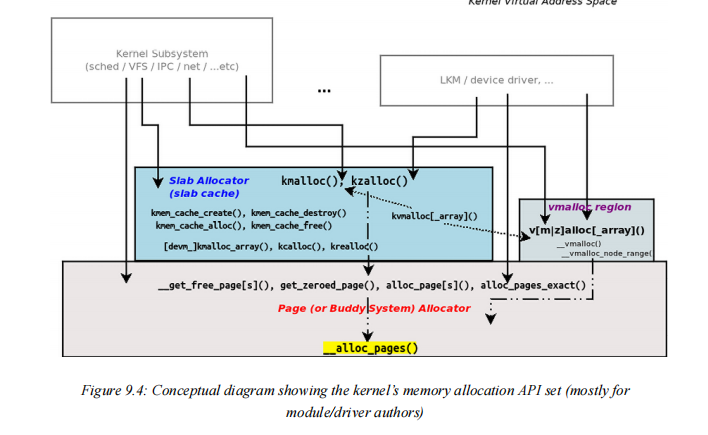 Kernel Virtual Address Space
Kernel Subsystem
(sched / VFS / IPC / net / ...etc)
...
LKM / device driver, ...
Slab Allocator
(slab cache)
kmalloc(), kzalloc()
kmem_cache_create(), kmem_cache_destroy()
kmem_cache_alloc(), kmem_cache_free()
kvmalloc[_array]()
[devm_]kmalloc_array(), kcalloc(), krealloc()
vmalloc region
v[m|z]alloc[_array]()
__vmalloc()
__vmalloc_node_range(
__get_free_page[s](), get_zeroed_page(), alloc_page[s](), alloc_pages_exact()
Page (or Buddy System) Allocator
__alloc_pages()
Figure 9.4: Conceptual diagram showing the kernel’s memory allocation API set (mostly for
module/driver authors)